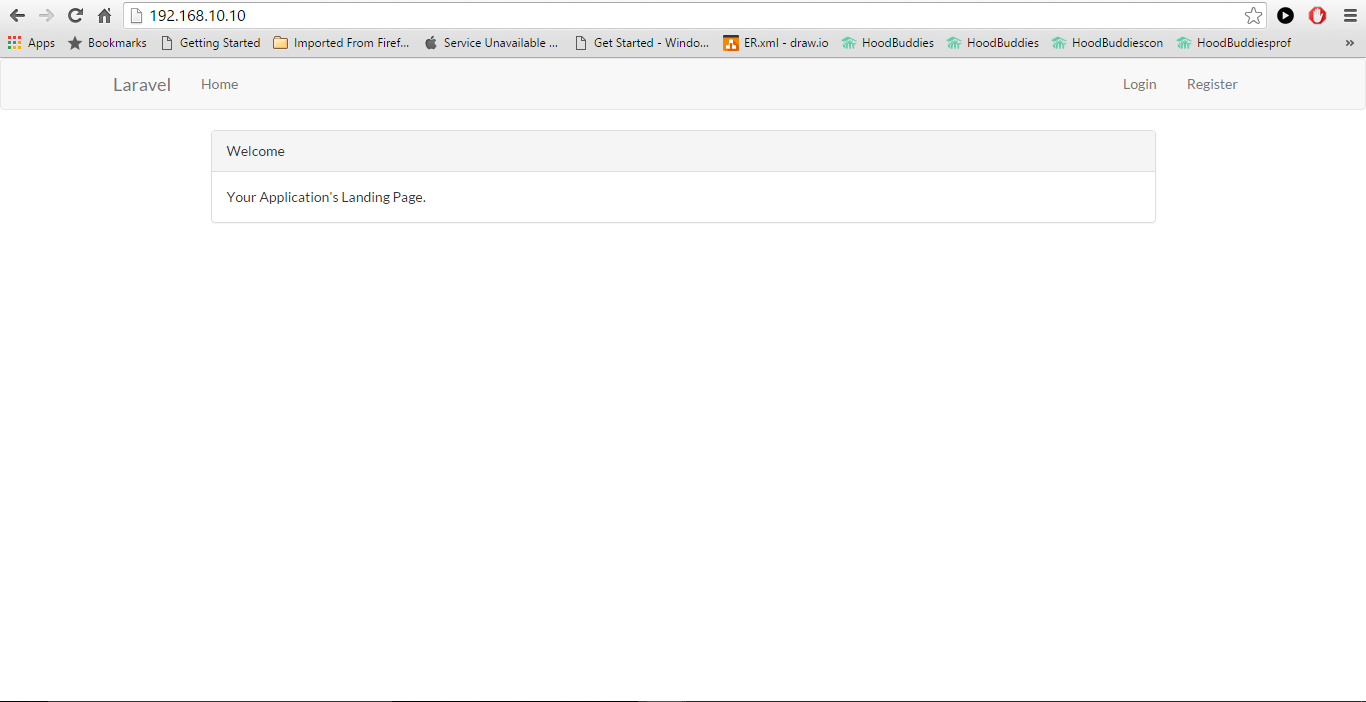 192.168.10.10
Apps Bookmarks Getting Started Imported From Firef... Service Unavailable ... Get Started - Windo... ER.xml - draw.io HoodBuddies HoodBuddies HoodBuddiescon HoodBuddiesprof »
Laravel Home Login Register
Welcome
Your Application's Landing Page.